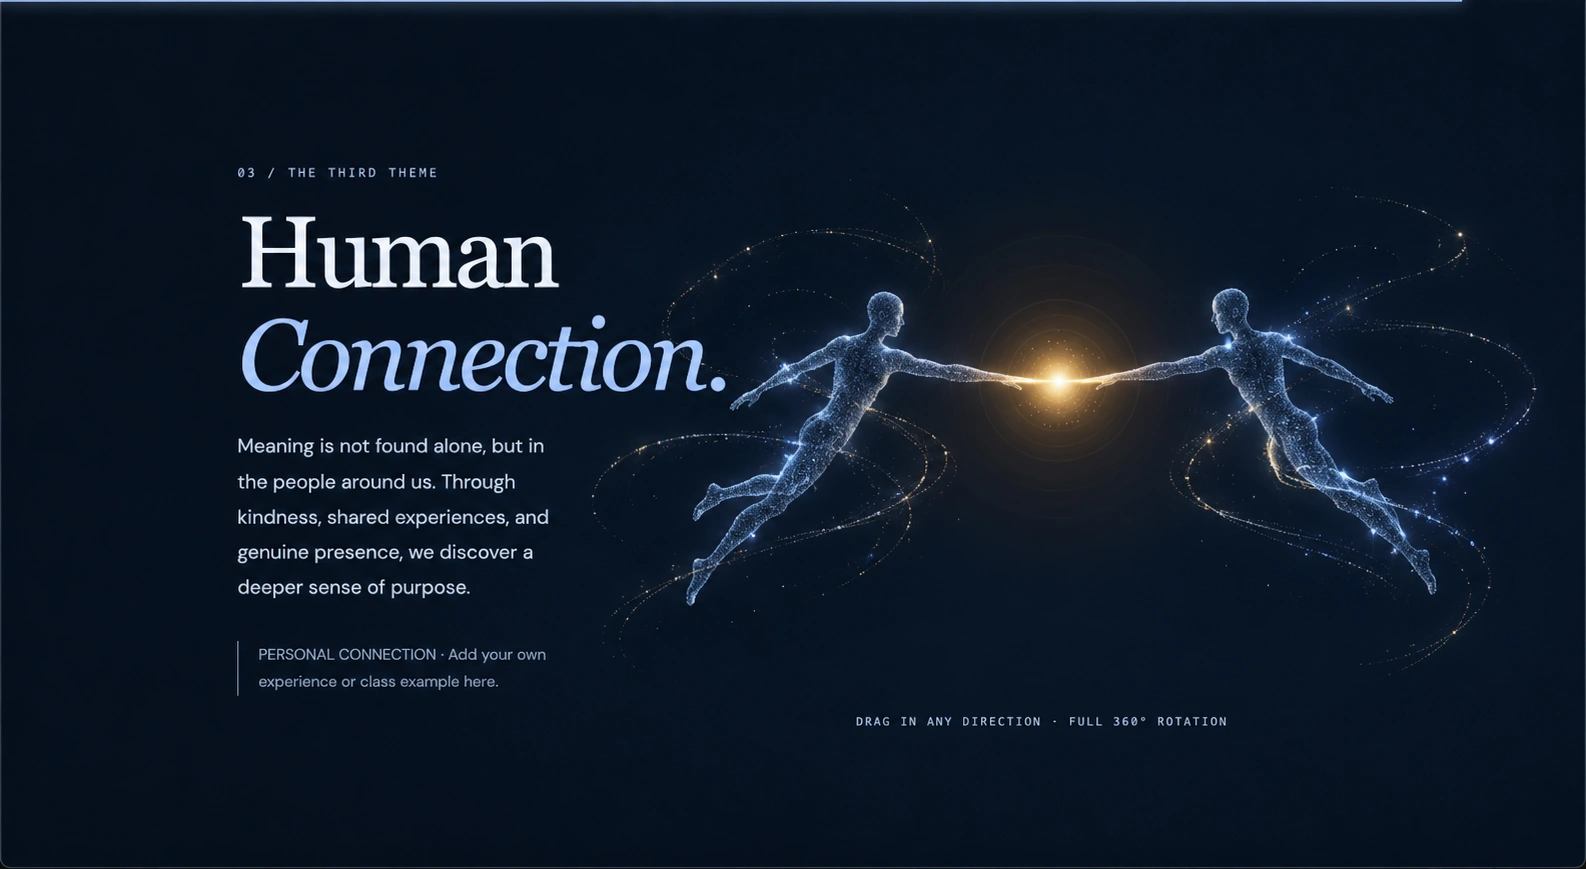 03 / THE THIRD THEME
Human
Connection.
Meaning is not found alone, but in
the people around us. Through
kindness, shared experiences, and
genuine presence, we discover a
deeper sense of purpose.
PERSONAL CONNECTION · Add your own
experience or class example here.
DRAG IN ANY DIRECTION · FULL 360° ROTATION